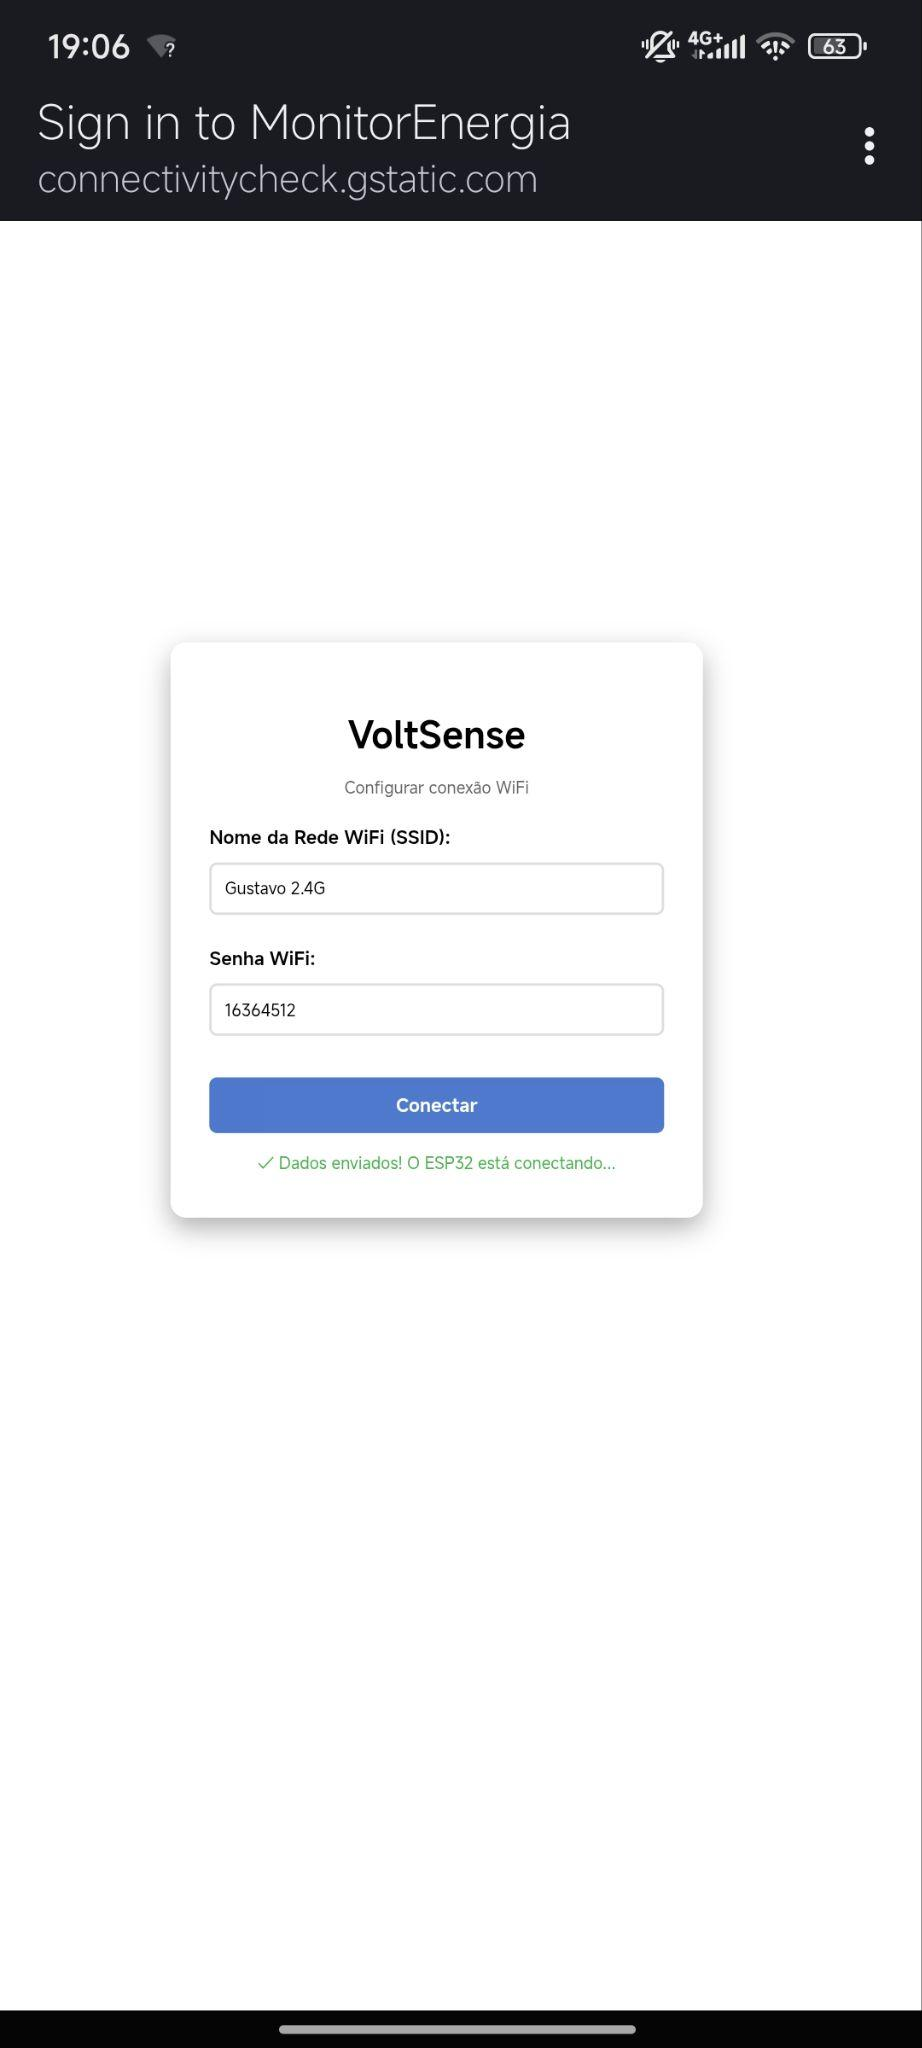 19:06
4G+
63
Sign in to MonitorEnergia
connectivitycheck.gstatic.com
VoltSense
Configurar conexão WiFi
Nome da Rede WiFi (SSID):
Gustavo 2.4G
Senha WiFi:
16364512
Conectar
✓ Dados enviados! O ESP32 está conectando...